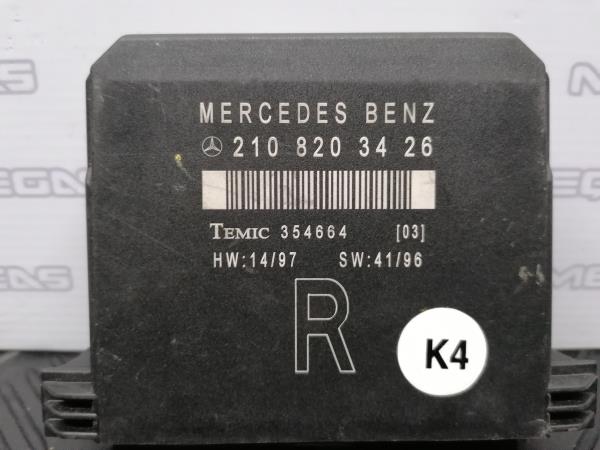 MERCEDES BENZ
210 820 34 26
TEMIC 354664 [03]
HW:14/97 SW:41/96
R
K4